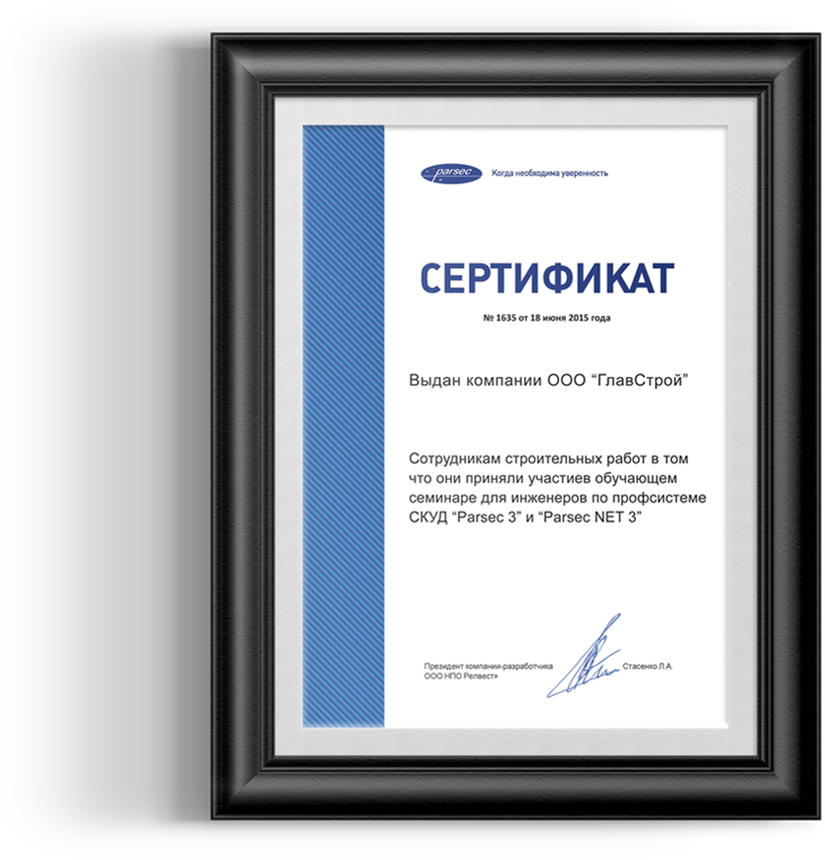 parsec Когда необходима уверенность
СЕРТИФИКАТ
№ 1635 от 18 июня 2015 года
Выдан компании ООО “ГлавСтрой”
Сотрудникам строительных работ в том
что они приняли участиев обучающем
семинаре для инженеров по профсистеме
СКУД “Parsec 3” и “Parsec NET 3”
Президент компании-разработчика
ООО НПО Релвест»
Стасенко Л.А.